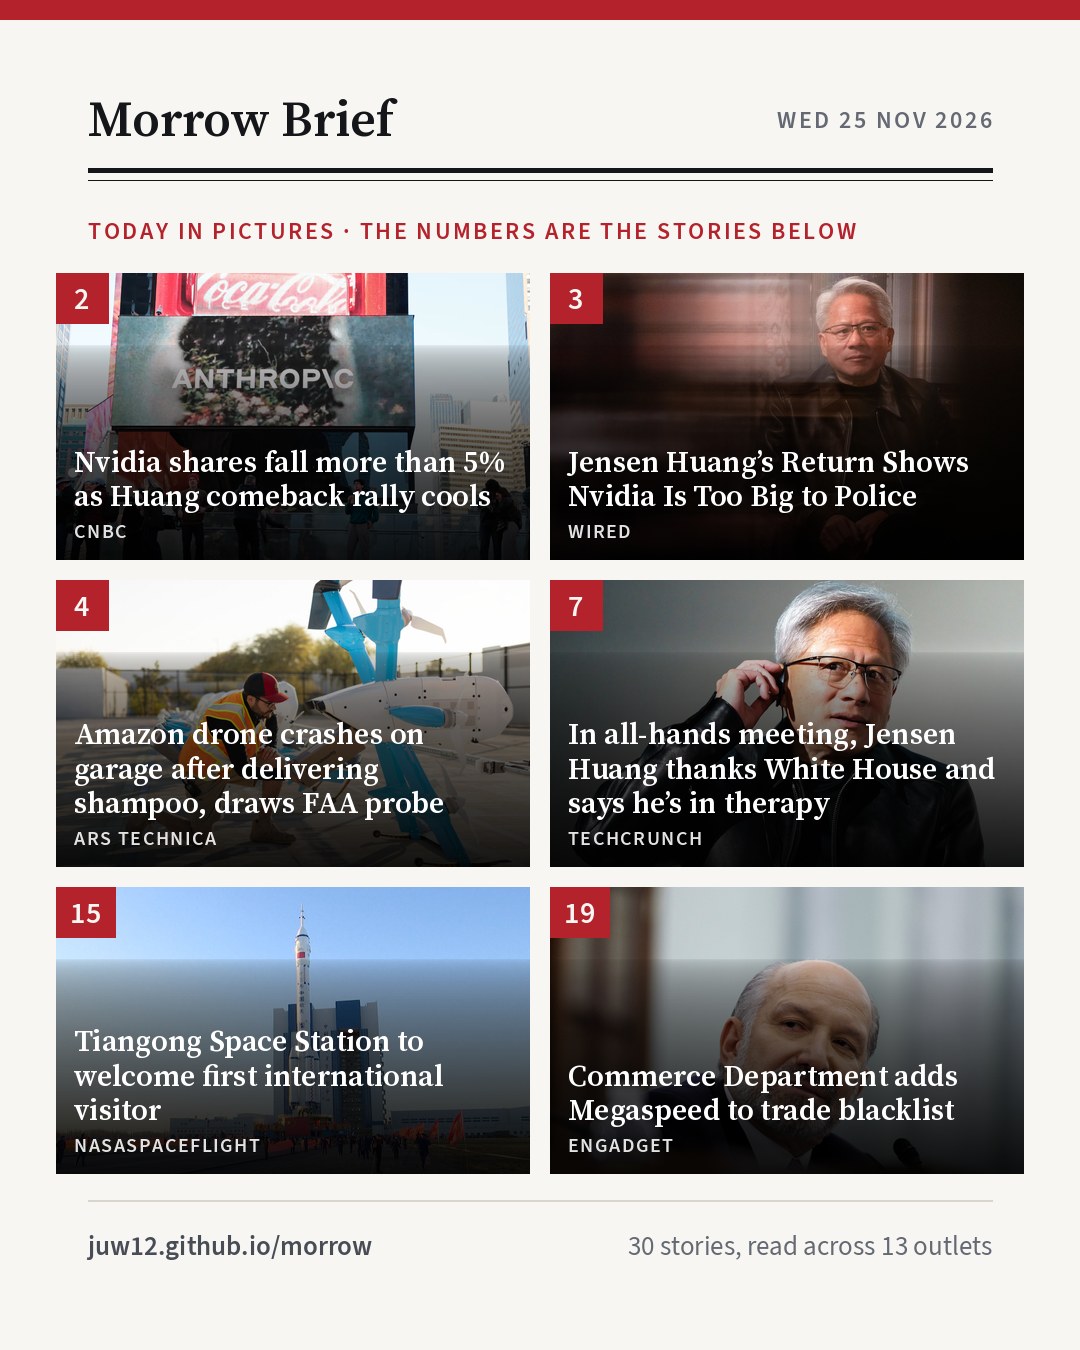 Morrow Brief
WED 25 NOV 2026
TODAY IN PICTURES · THE NUMBERS ARE THE STORIES BELOW
2
Coca-Cola
ANTHROP\C
Nvidia shares fall more than 5%
as Huang comeback rally cools
CNBC
3
Jensen Huang’s Return Shows
Nvidia Is Too Big to Police
WIRED
4
Amazon drone crashes on
garage after delivering
shampoo, draws FAA probe
ARS TECHNICA
7
In all-hands meeting, Jensen
Huang thanks White House and
says he’s in therapy
TECHCRUNCH
15
Tiangong Space Station to
welcome first international
visitor
NASASPACEFLIGHT
19
Commerce Department adds
Megaspeed to trade blacklist
ENGADGET
juw12.github.io/morrow
30 stories, read across 13 outlets